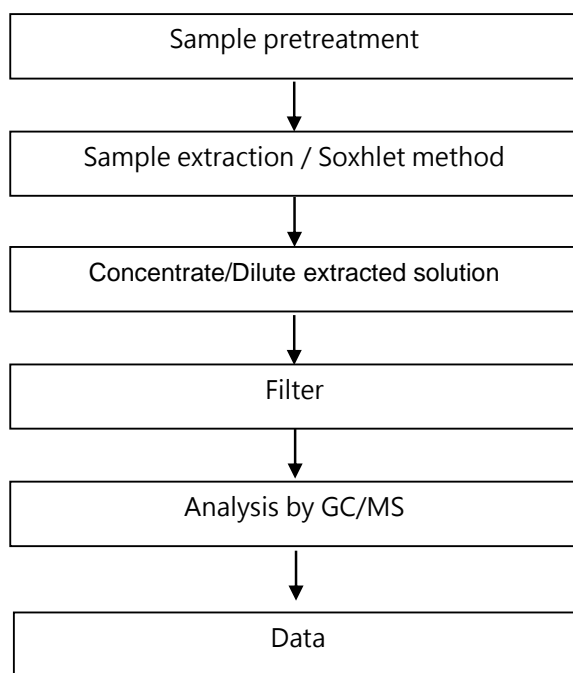 Sample pretreatment
Sample extraction / Soxhlet method
Concentrate/Dilute extracted solution
Filter
Analysis by GC/MS
Data